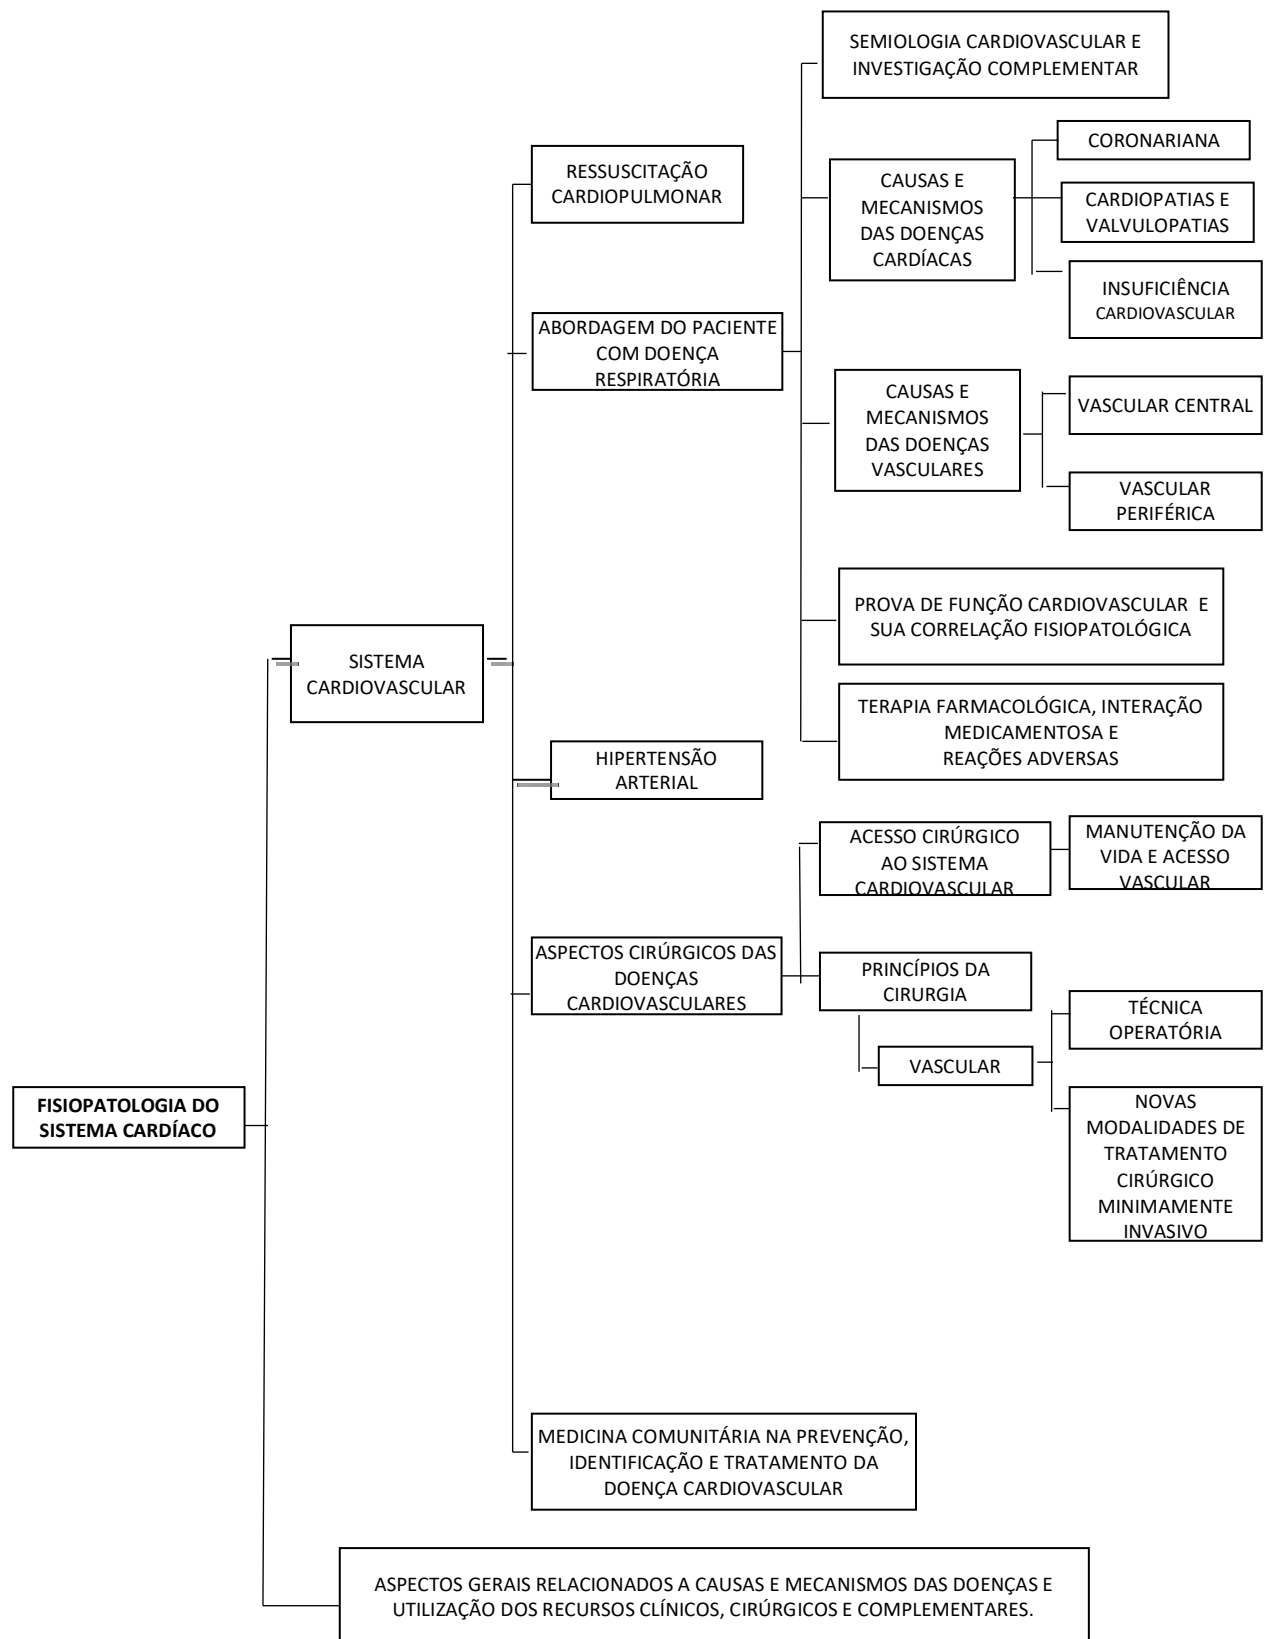 SEMIOLOGIA CARDIOVASCULAR E
INVESTIGAÇÃO COMPLEMENTAR
RESSUSCITAÇÃO
CARDIOPULMONAR
CAUSAS E
MECANISMOS
DAS DOENÇAS
CARDÍACAS
CORONARIANA
CARDIOPATIAS E
VALVULOPATIAS
INSUFICIÊNCIA
CARDIOVASCULAR
ABORDAGEM DO PACIENTE
COM DOENÇA
RESPIRATÓRIA
CAUSAS E
MECANISMOS
DAS DOENÇAS
VASCULARES
VASCULAR CENTRAL
VASCULAR
PERIFÉRICA
PROVA DE FUNÇÃO CARDIOVASCULAR E
SUA CORRELAÇÃO FISIOPATOLÓGICA
SISTEMA
CARDIOVASCULAR
TERAPIA FARMACOLÓGICA, INTERAÇÃO
MEDICAMENTOSA E
REAÇÕES ADVERSAS
HIPERTENSÃO
ARTERIAL
ACESSO CIRÚRGICO
AO SISTEMA
CARDIOVASCULAR
MANUTENÇÃO DA
VIDA E ACESSO
VASCULAR
ASPECTOS CIRÚRGICOS DAS
DOENÇAS
CARDIOVASCULARES
PRINCÍPIOS DA
CIRURGIA
TÉCNICA
OPERATÓRIA
VASCULAR
FISIOPATOLOGIA DO
SISTEMA CARDÍACO
NOVAS
MODALIDADES DE
TRATAMENTO
CIRÚRGICO
MINIMAMENTE
INVASIVO
MEDICINA COMUNITÁRIA NA PREVENÇÃO,
IDENTIFICAÇÃO E TRATAMENTO DA
DOENÇA CARDIOVASCULAR
ASPECTOS GERAIS RELACIONADOS A CAUSAS E MECANISMOS DAS DOENÇAS E
UTILIZAÇÃO DOS RECURSOS CLÍNICOS, CIRÚRGICOS E COMPLEMENTARES.